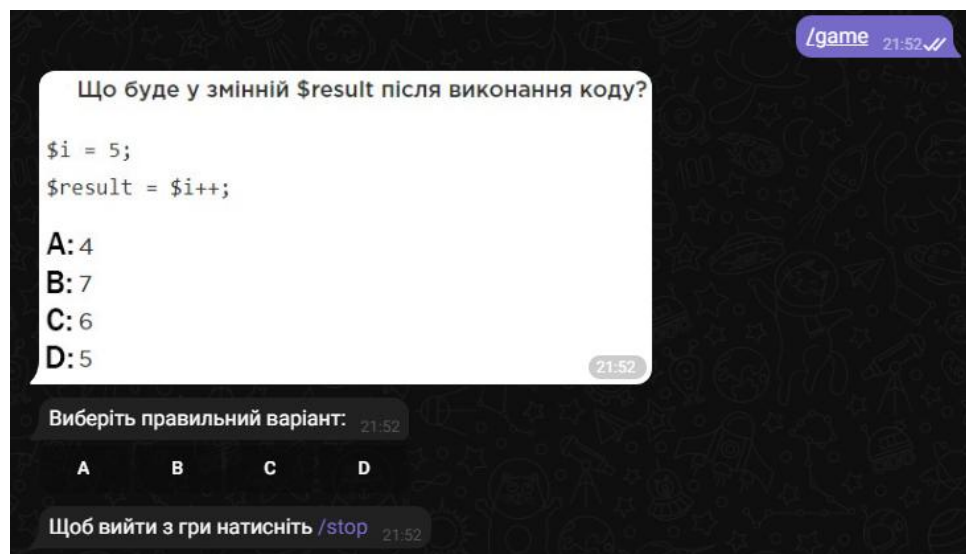 /game 21:52
Що буде у змінній $result після виконання коду?
$i = 5;
$result = $i++;
A: 4
B: 7
C: 6
D: 5
21:52
Виберіть правильний варіант: 21:52
A B C D
Щоб вийти з гри натисніть /stop 21:52